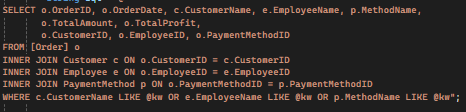 SELECT o.OrderID, o.OrderDate, c.CustomerName, e.EmployeeName, p.MethodName,
o.TotalAmount, o.TotalProfit,
o.CustomerID, o.EmployeeID, o.PaymentMethodID
FROM [Order] o
INNER JOIN Customer c ON o.CustomerID = c.CustomerID
INNER JOIN Employee e ON o.EmployeeID = e.EmployeeID
INNER JOIN PaymentMethod p ON o.PaymentMethodID = p.PaymentMethodID
WHERE c.CustomerName LIKE @kw OR e.EmployeeName LIKE @kw OR p.MethodName LIKE @kw";